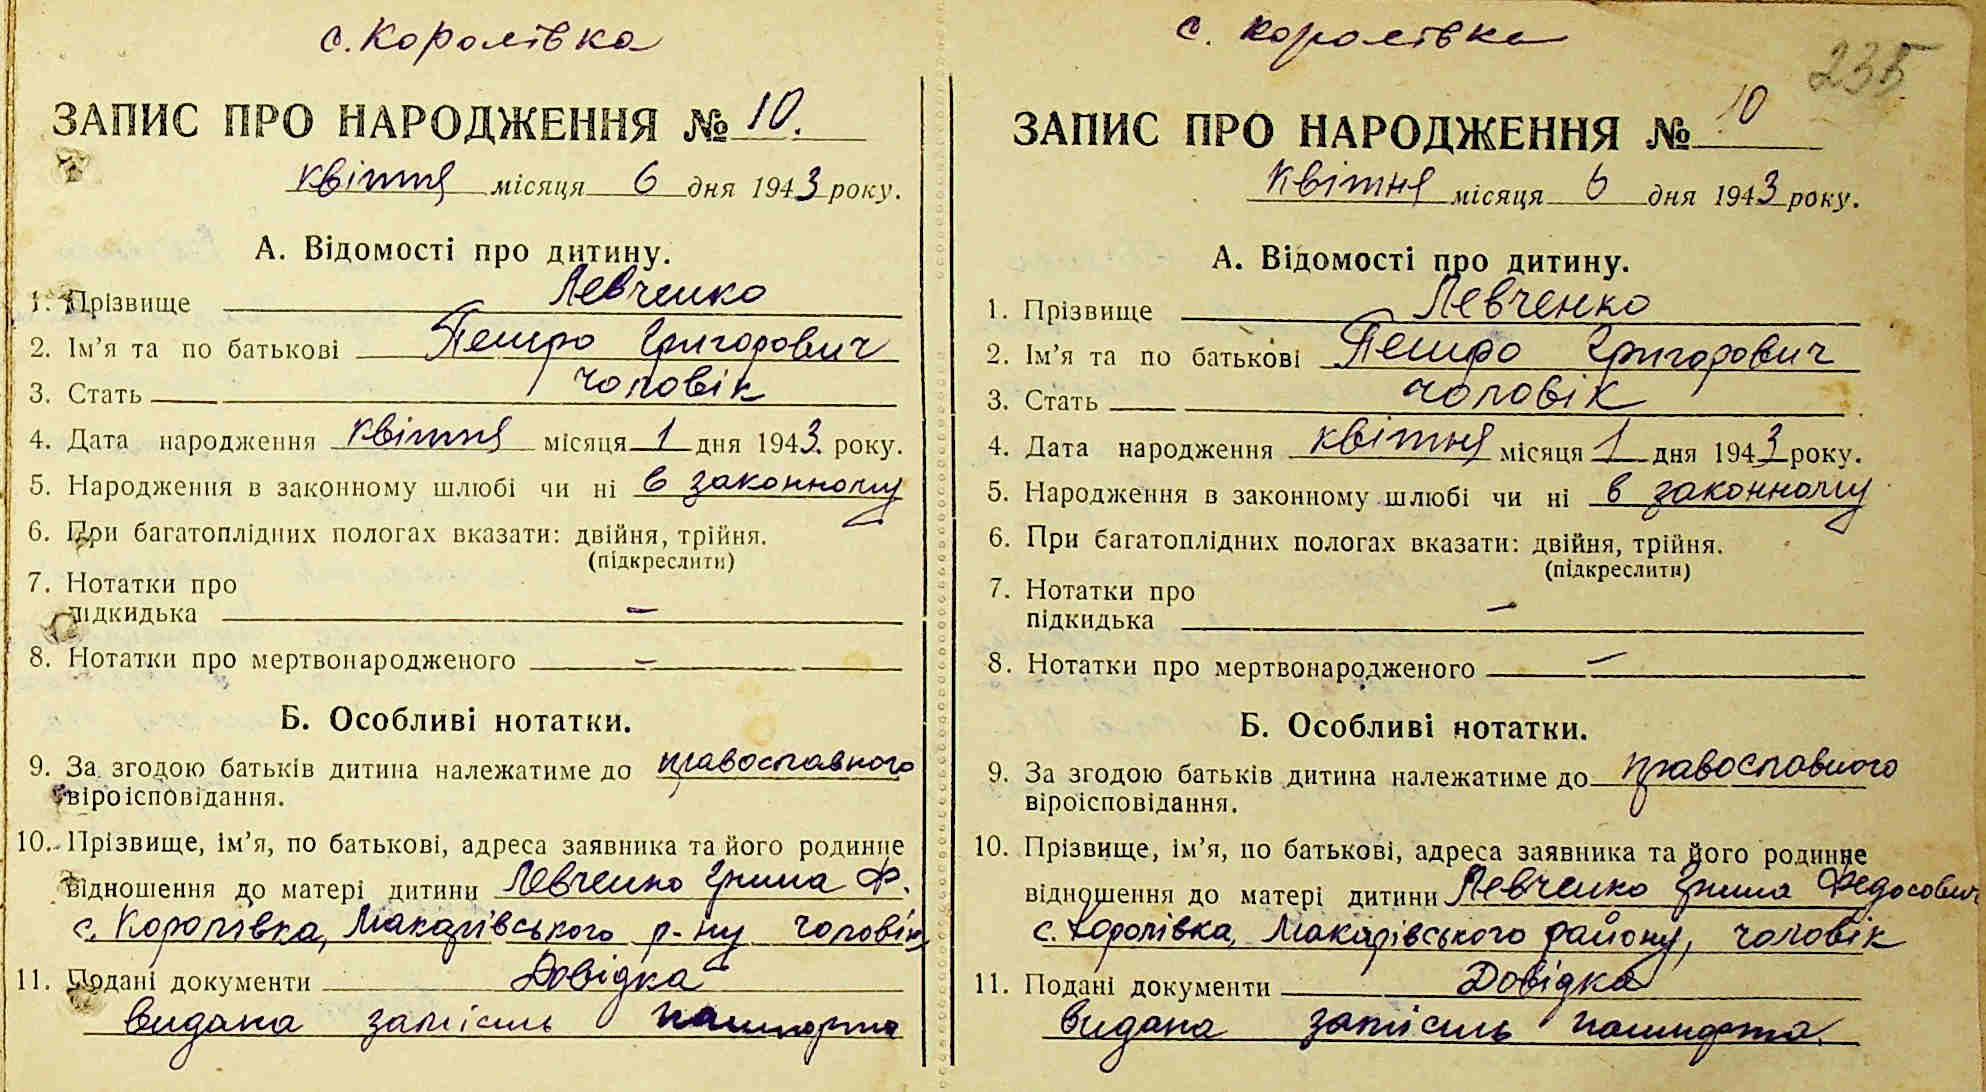 с. Королівка
ЗАПИС ПРО НАРОДЖЕННЯ № 10.
квітня місяця 6 дня 1943 року.
А. Відомості про дитину.
1. Прізвище Левченко
2. Ім’я та по батькові Петро Григорович
3. Стать чоловік
4. Дата народження квітня місяця 1 дня 1943. року.
5. Народження в законному шлюбі чи ні в законному
6. При багатоплідних пологах вказати: двійня, трійня.
(підкреслити)
7. Нотатки про
підкидька —
8. Нотатки про мертвонародженого —
Б. Особливі нотатки.
9. За згодою батьків дитина належатиме до православного
віроісповідання.
10. Прізвище, ім’я, по батькові, адреса заявника та його родинне
відношення до матері дитини Левченко Гриша Ф.
с. Королівка, Макарівського р-ну чоловік
11. Подані документи Довідка
видана замісць пашпорта
с. Королівка
235
ЗАПИС ПРО НАРОДЖЕННЯ № 10
квітня місяця 6 дня 1943 року.
А. Відомості про дитину.
1. Прізвище Левченко
2. Ім’я та по батькові Петро Григорович
3. Стать чоловік
4. Дата народження квітня місяця 1 дня 1943 року.
5. Народження в законному шлюбі чи ні в законному
6. При багатоплідних пологах вказати: двійня, трійня.
(підкреслити)
7. Нотатки про
підкидька —
8. Нотатки про мертвонародженого —
Б. Особливі нотатки.
9. За згодою батьків дитина належатиме до православного
віроісповідання.
10. Прізвище, ім’я, по батькові, адреса заявника та його родинне
відношення до матері дитини Левченко Гриша Федосович
с. Королівка, Макарівського району, чоловік
11. Подані документи Довідка
видана замісць пашпорта.